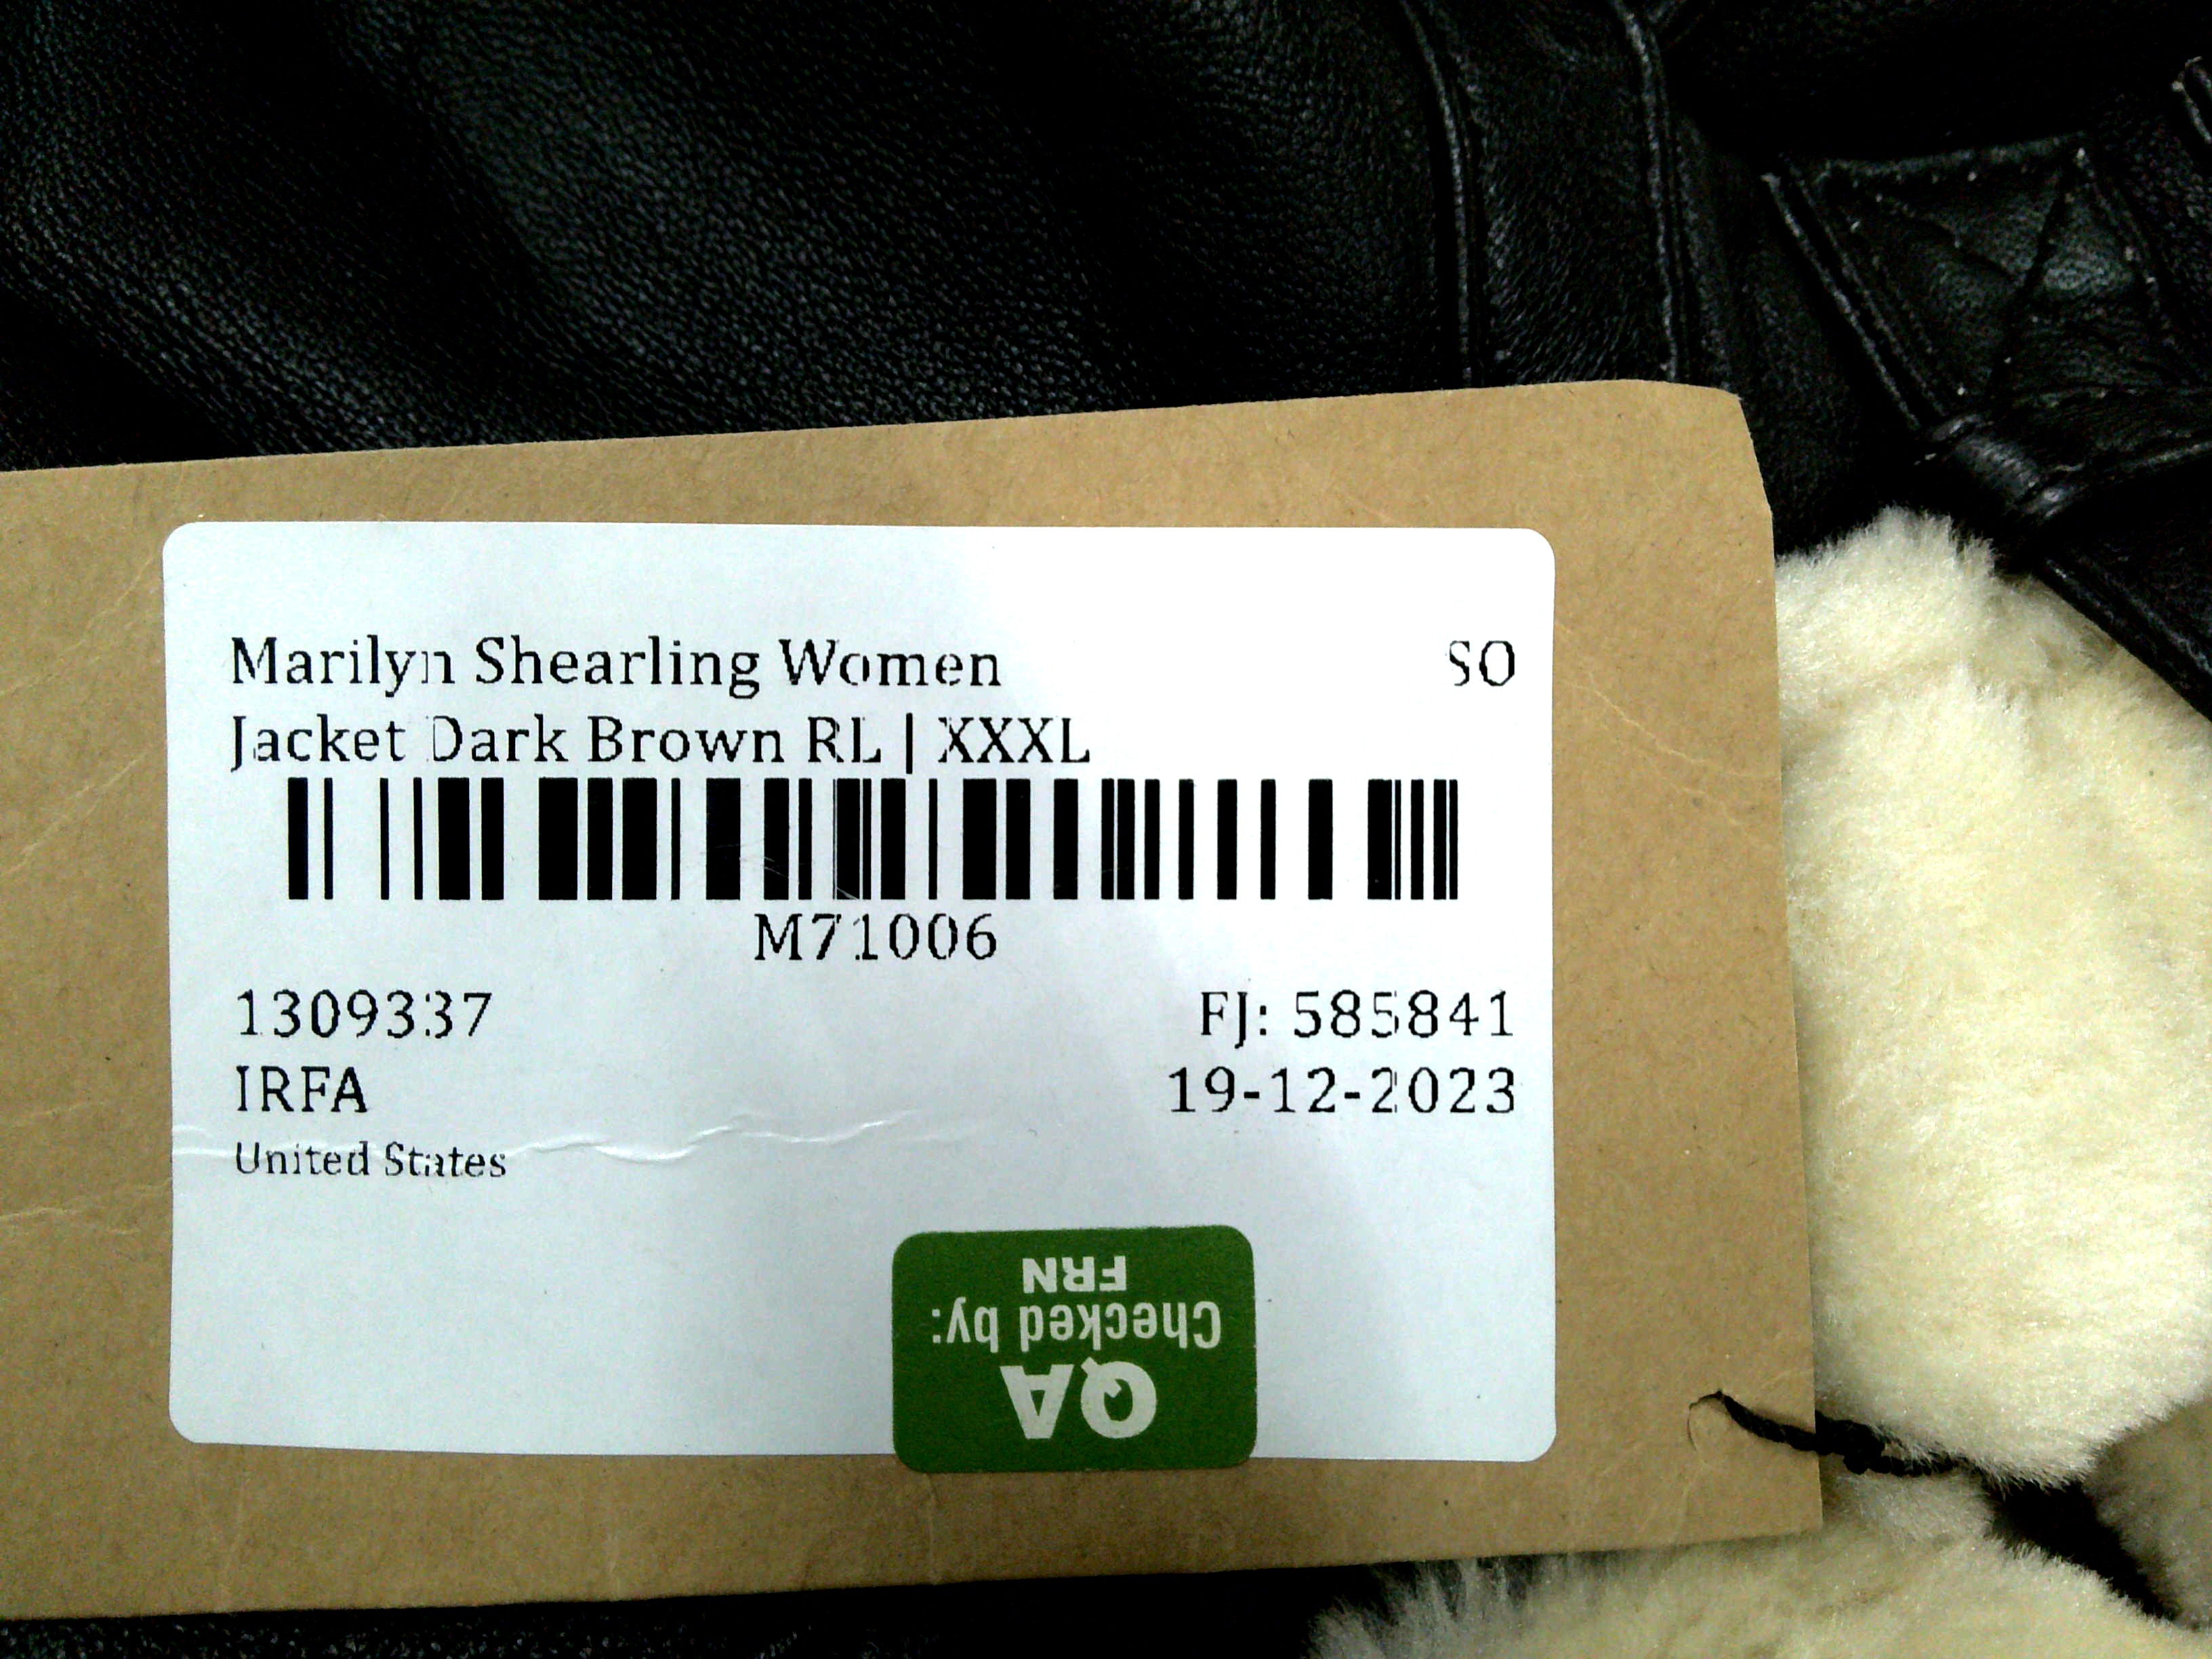 Marilyn Shearling Women SO
Jacket Dark Brown RL | XXXL
M71006
1309337 FJ: 585841
IRFA 19-12-2023
United States
QA
Checked by:
FRN